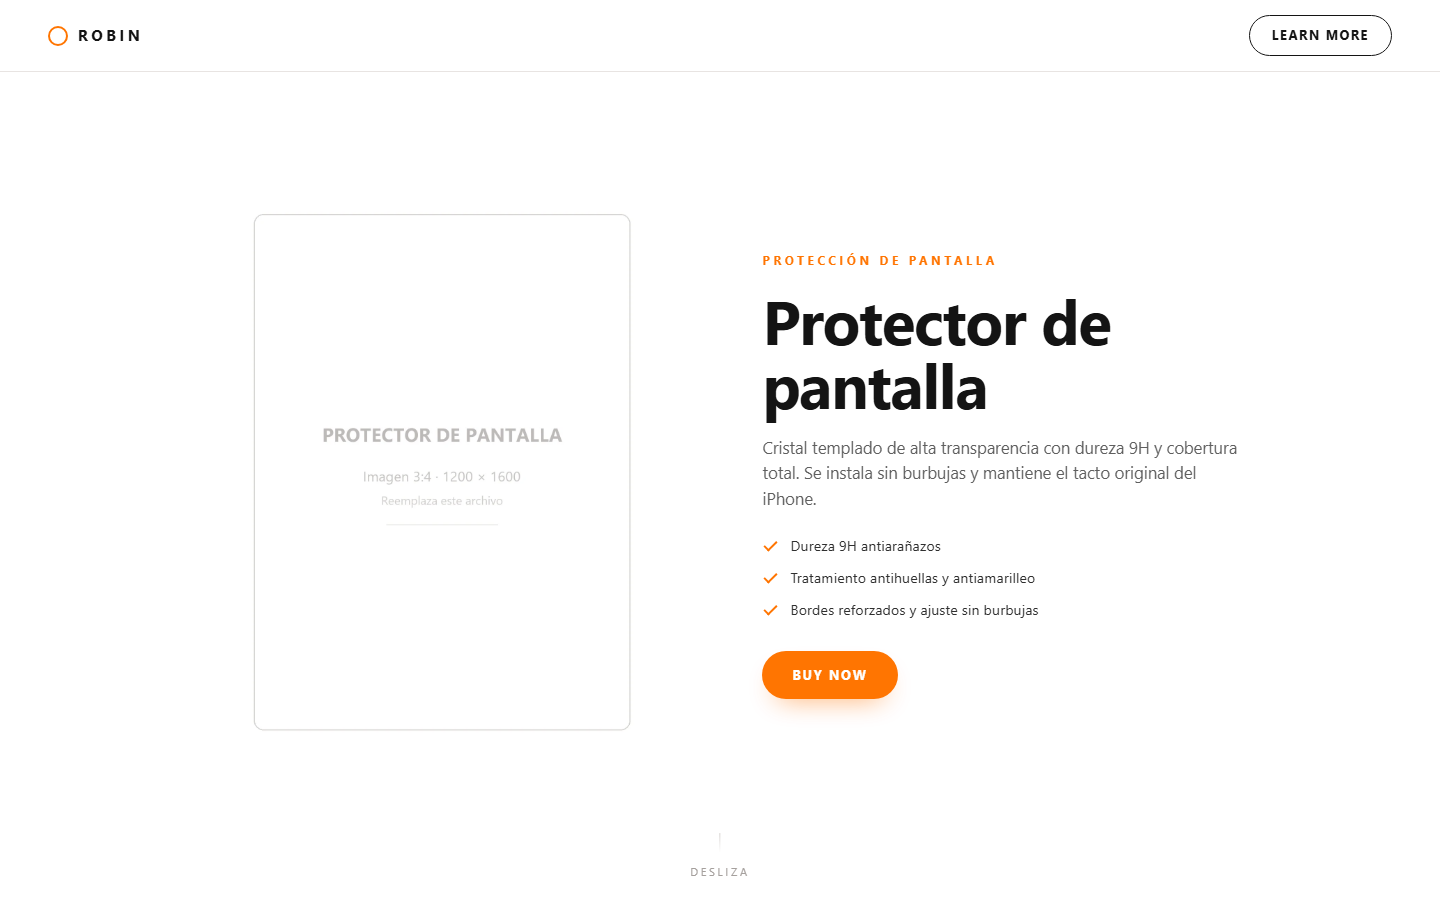 ROBIN
LEARN MORE
PROTECTOR DE PANTALLA
Imagen 3:4 · 1200 × 1600
Reemplaza este archivo
PROTECCIÓN DE PANTALLA
Protector de
pantalla
Cristal templado de alta transparencia con dureza 9H y cobertura
total. Se instala sin burbujas y mantiene el tacto original del
iPhone.
Dureza 9H antiarañazos
Tratamiento antihuellas y antiamarilleo
Bordes reforzados y ajuste sin burbujas
BUY NOW
DESLIZA